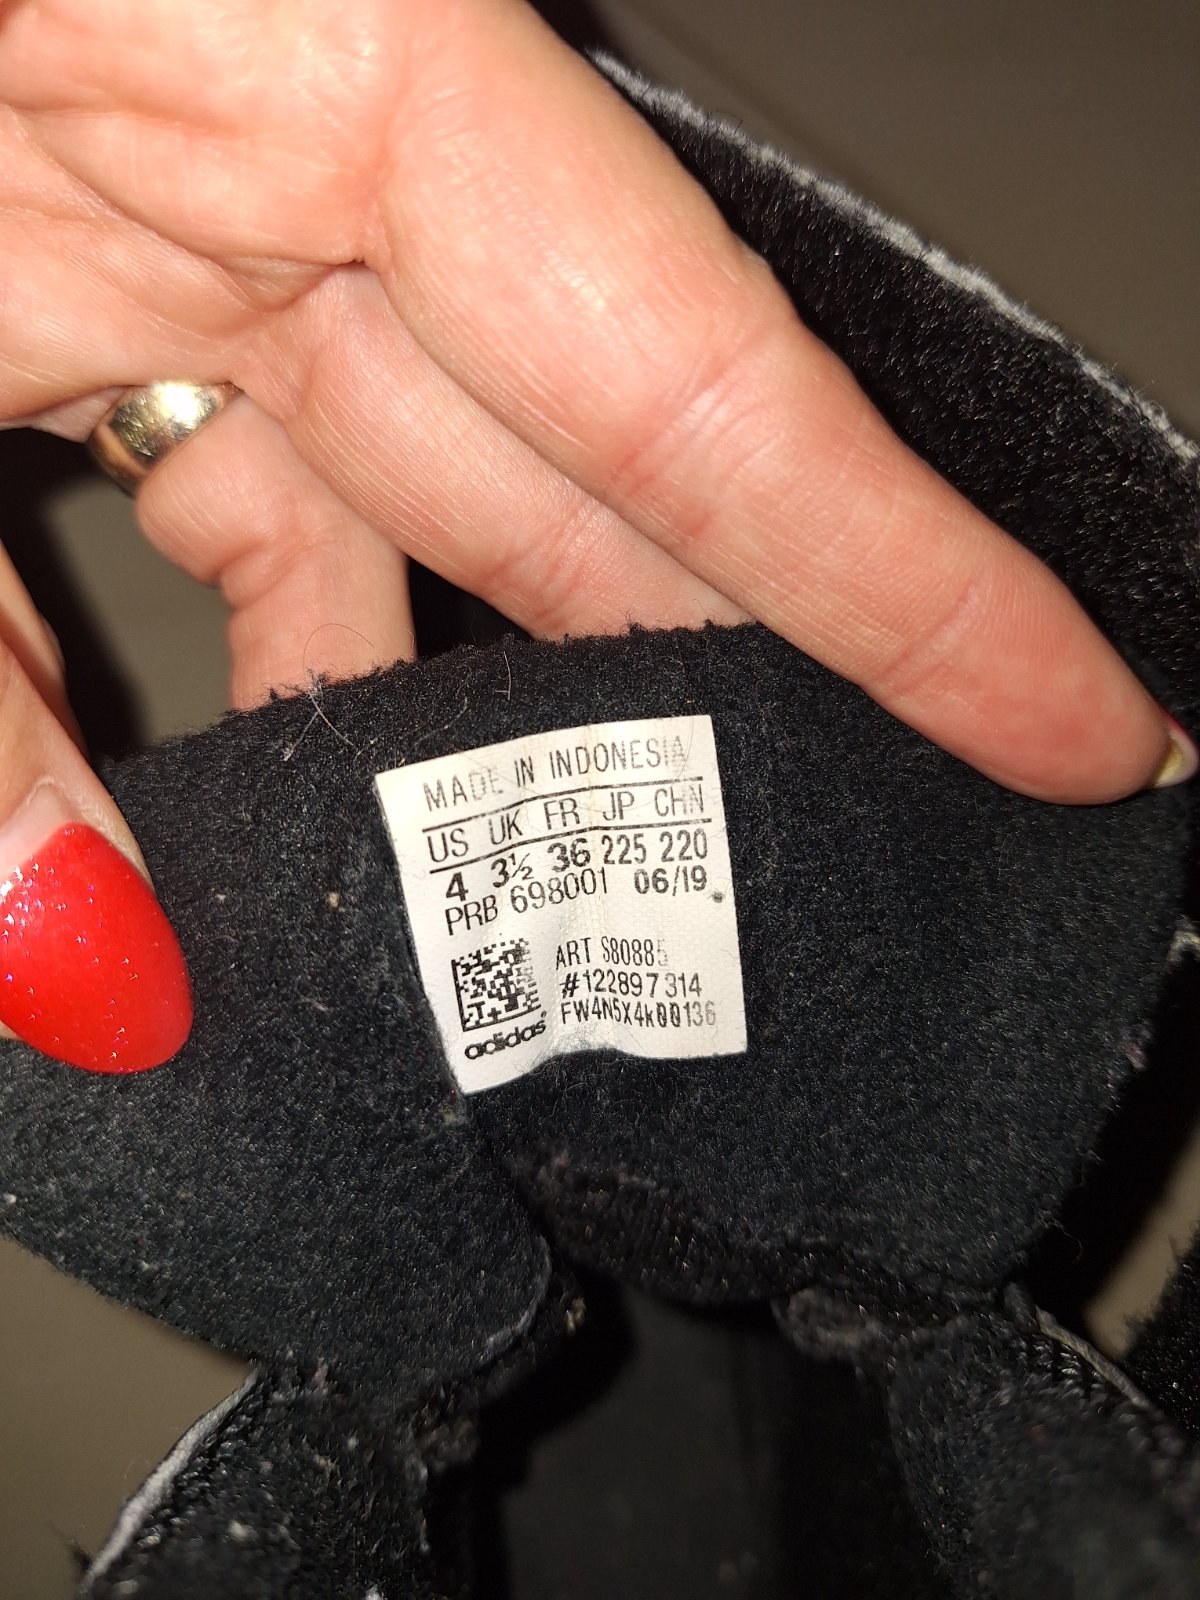 MADE IN INDONESIA
US UK FR JP CHN
4 3½ 36 225 220
PRB 698001 06/19
ART S80885
#122897314
FW4N5X4k00136
adidas